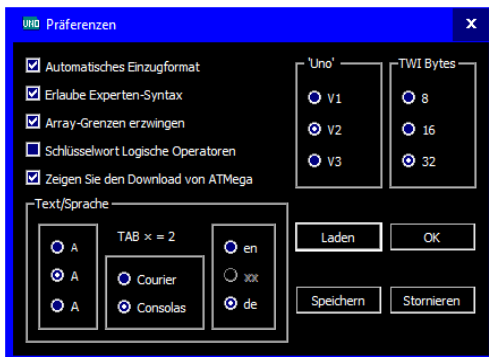 UNO Präferenzen x
Automatisches Einzugformat
Erlaube Experten-Syntax
Array-Grenzen erzwingen
Schlüsselwort Logische Operatoren
Zeigen Sie den Download von ATMega
'Uno'
V1
V2
V3
TWI Bytes
8
16
32
Text/Sprache
A
A
A
TAB × = 2
Courier
Consolas
en
xx
de
Laden
OK
Speichern
Stornieren